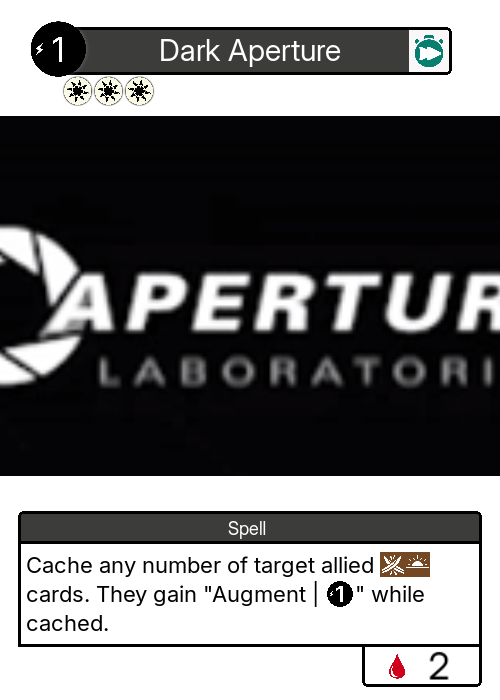 1
Dark Aperture
APERTUR
LABORATORI
Spell
Cache any number of target allied
cards. They gain "Augment | 1" while
cached.
2